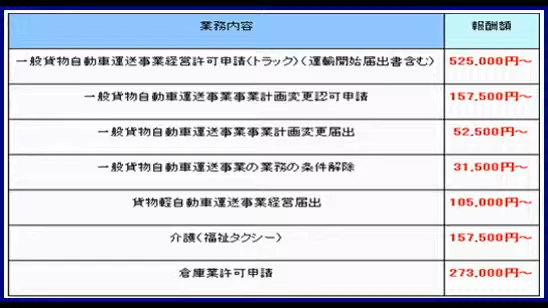 業務内容 報酬額
一般貨物自動車運送事業経営許可申請(トラック)(運輸開始届出書含む) 525,000円～
一般貨物自動車運送事業事業計画変更認可申請 157,500円～
一般貨物自動車運送事業事業計画変更届出 52,500円～
一般貨物自動車運送事業の業務の条件解除 31,500円～
貨物軽自動車運送事業経営届出 105,000円～
介護(福祉タクシー) 157,500円～
倉庫業許可申請 273,000円～